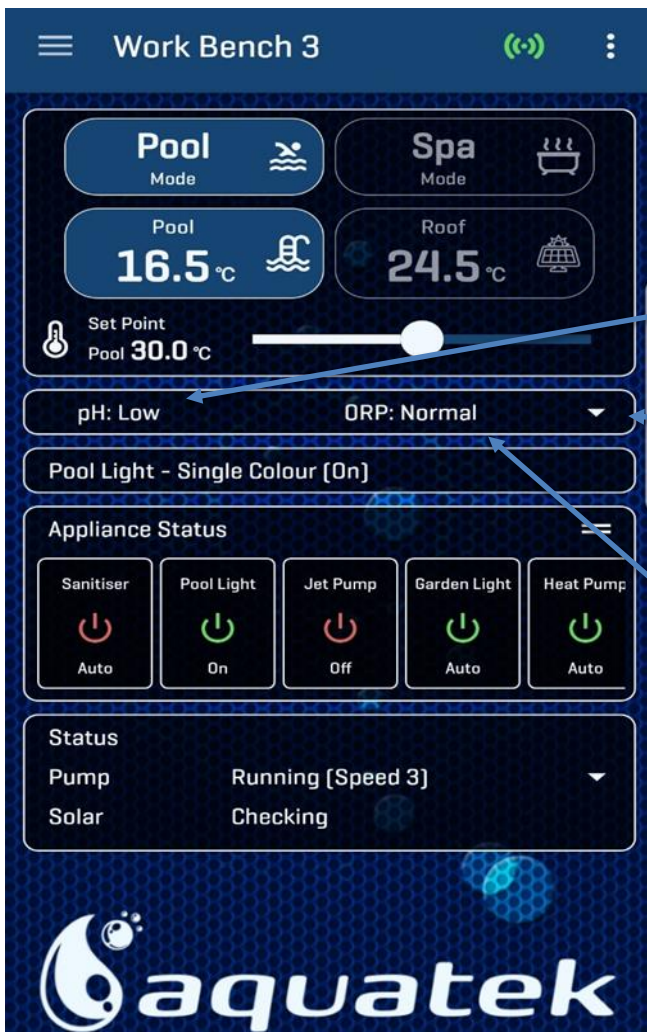 Work Bench 3
Pool
Mode
Spa
Mode
Pool
16.5 °C
Roof
24.5 °C
Set Point
Pool 30.0 °C
pH: Low ORP: Normal
Pool Light - Single Colour (On)
Appliance Status
Sanitiser Pool Light Jet Pump Garden Light Heat Pump
Auto On Off Auto Auto
Status
Pump Running (Speed 3)
Solar Checking
aquatek